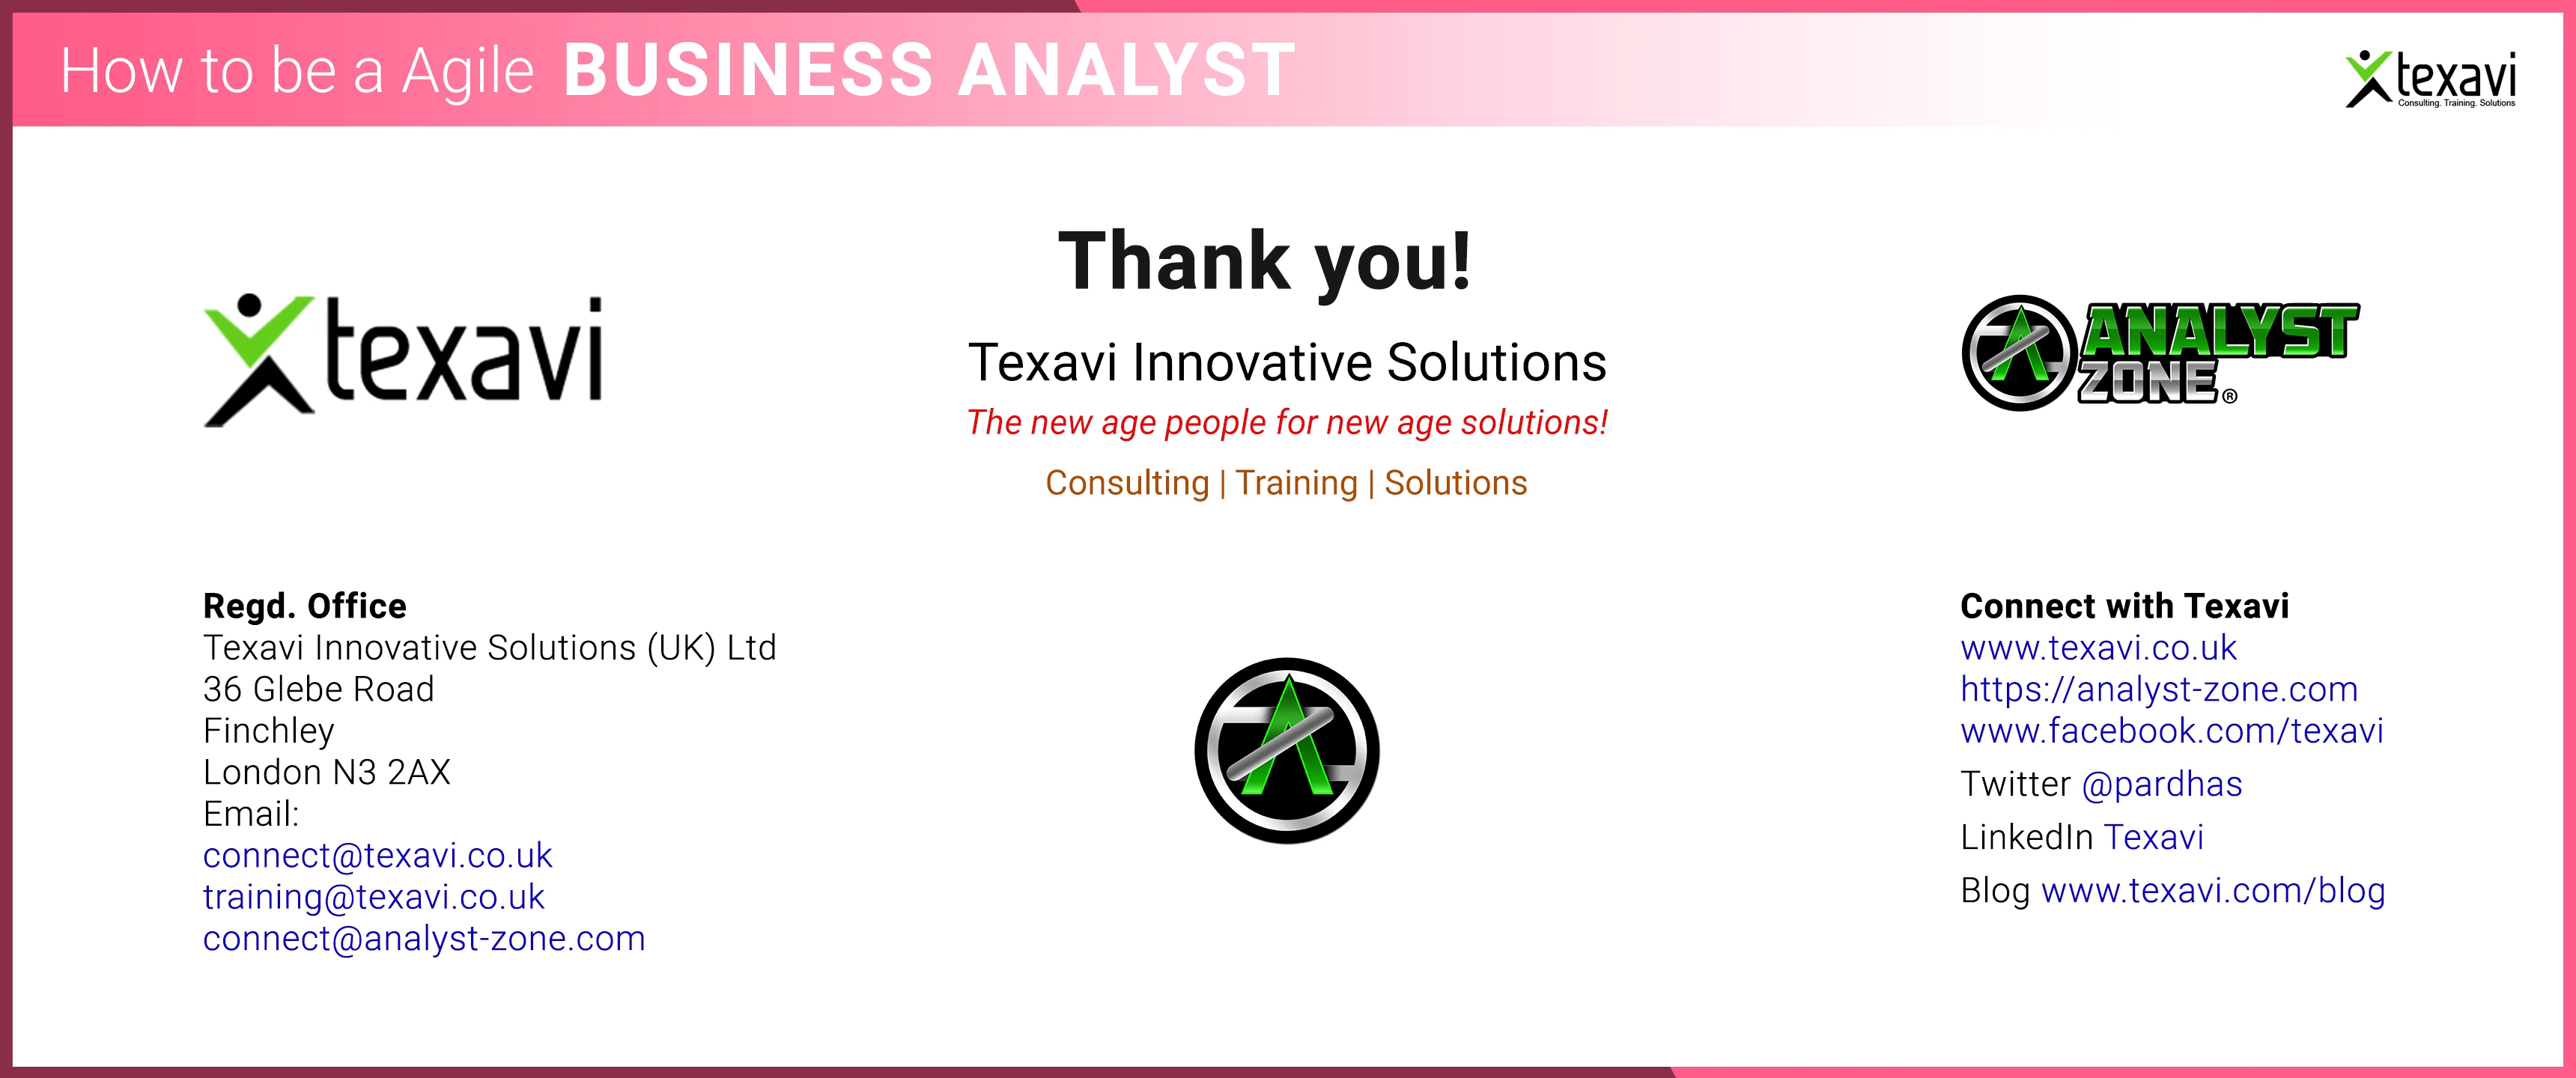 How to be a Agile BUSINESS ANALYST
texavi
Consulting. Training. Solutions
Thank you!
texavi
Texavi Innovative Solutions
The new age people for new age solutions!
Consulting | Training | Solutions
ANALYST
ZONE®
Regd. Office
Texavi Innovative Solutions (UK) Ltd
36 Glebe Road
Finchley
London N3 2AX
Email:
connect@texavi.co.uk
training@texavi.co.uk
connect@analyst-zone.com
Connect with Texavi
www.texavi.co.uk
https://analyst-zone.com
www.facebook.com/texavi
Twitter @pardhas
LinkedIn Texavi
Blog www.texavi.com/blog